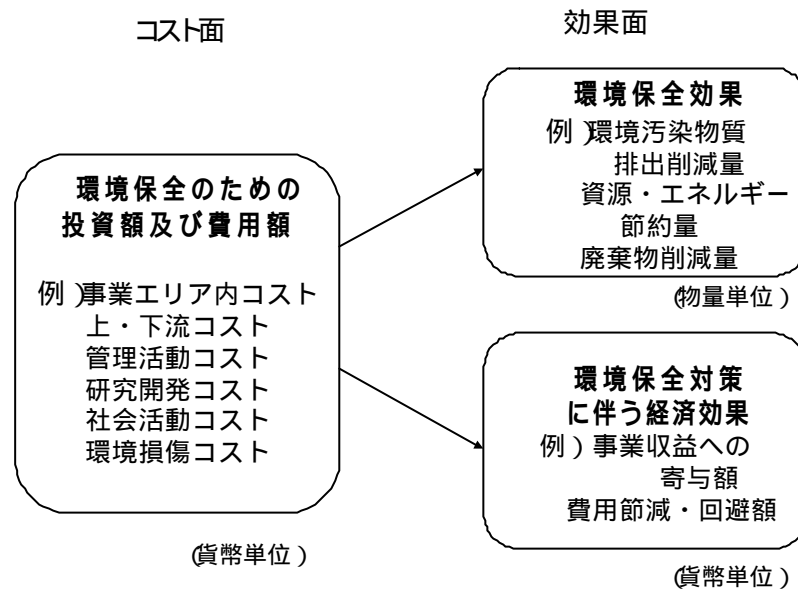 コスト面
効果面
環境保全のための
投資額及び費用額
例）事業エリア内コスト
上・下流コスト
管理活動コスト
研究開発コスト
社会活動コスト
環境損傷コスト
（貨幣単位）
環境保全効果
例）環境汚染物質
排出削減量
資源・エネルギー
節約量
廃棄物削減量
（物量単位）
環境保全対策
に伴う経済効果
例）事業収益への
寄与額
費用節減・回避額
（貨幣単位）